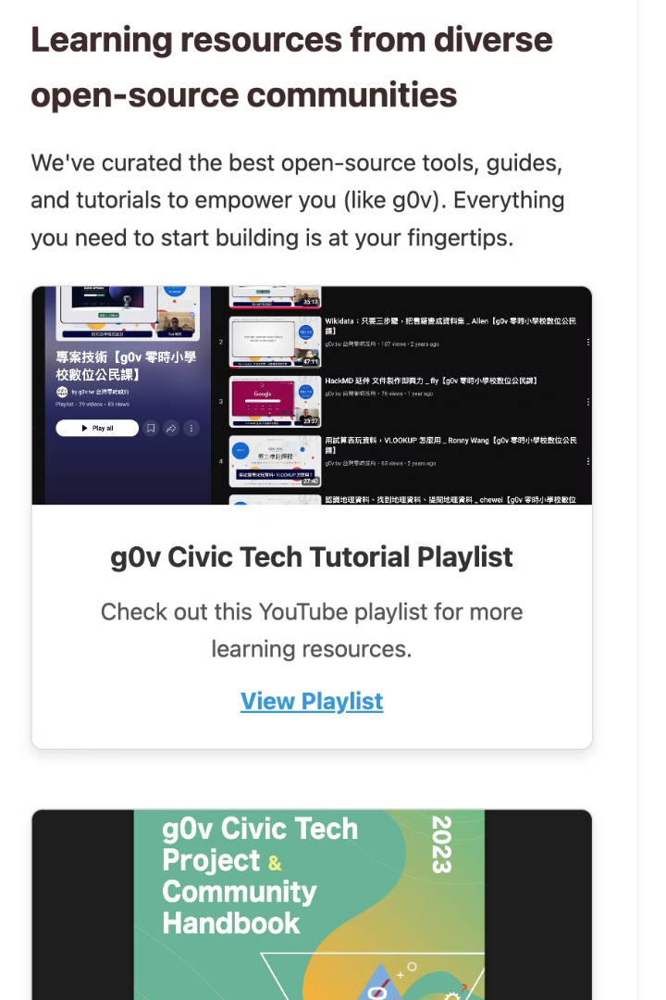 Learning resources from diverse
open-source communities
We've curated the best open-source tools, guides,
and tutorials to empower you (like g0v). Everything
you need to start building is at your fingertips.
專案技術【g0v 零時小學
校數位公民課】
by g0v.tw 台灣零時政府
Playlist • 29 videos • 83 views
Play all
35:13
2
47:11
Wikidata：只要三步驟，把書籍變成資料集 _ Allen【g0v 零時小學校數位公民
課】
g0v.tw 台灣零時政府 • 107 views • 2 years ago
3
Google
23:37
HackMD 延伸 文件製作即興力 _ fly【g0v 零時小學校數位公民課】
g0v.tw 台灣零時政府 • 76 views • 1 year ago
4
27:40
用試算表玩資料，VLOOKUP 怎麼用 _ Ronny Wang【g0v 零時小學校數位公民
課】
g0v.tw 台灣零時政府 • 65 views • 2 years ago
認識地理資料、找到地理資料、提問地理資料 _ chewei【g0v 零時小學校數位
g0v Civic Tech Tutorial Playlist
Check out this YouTube playlist for more
learning resources.
View Playlist
g0v Civic Tech
Project &
Community
Handbook
2023